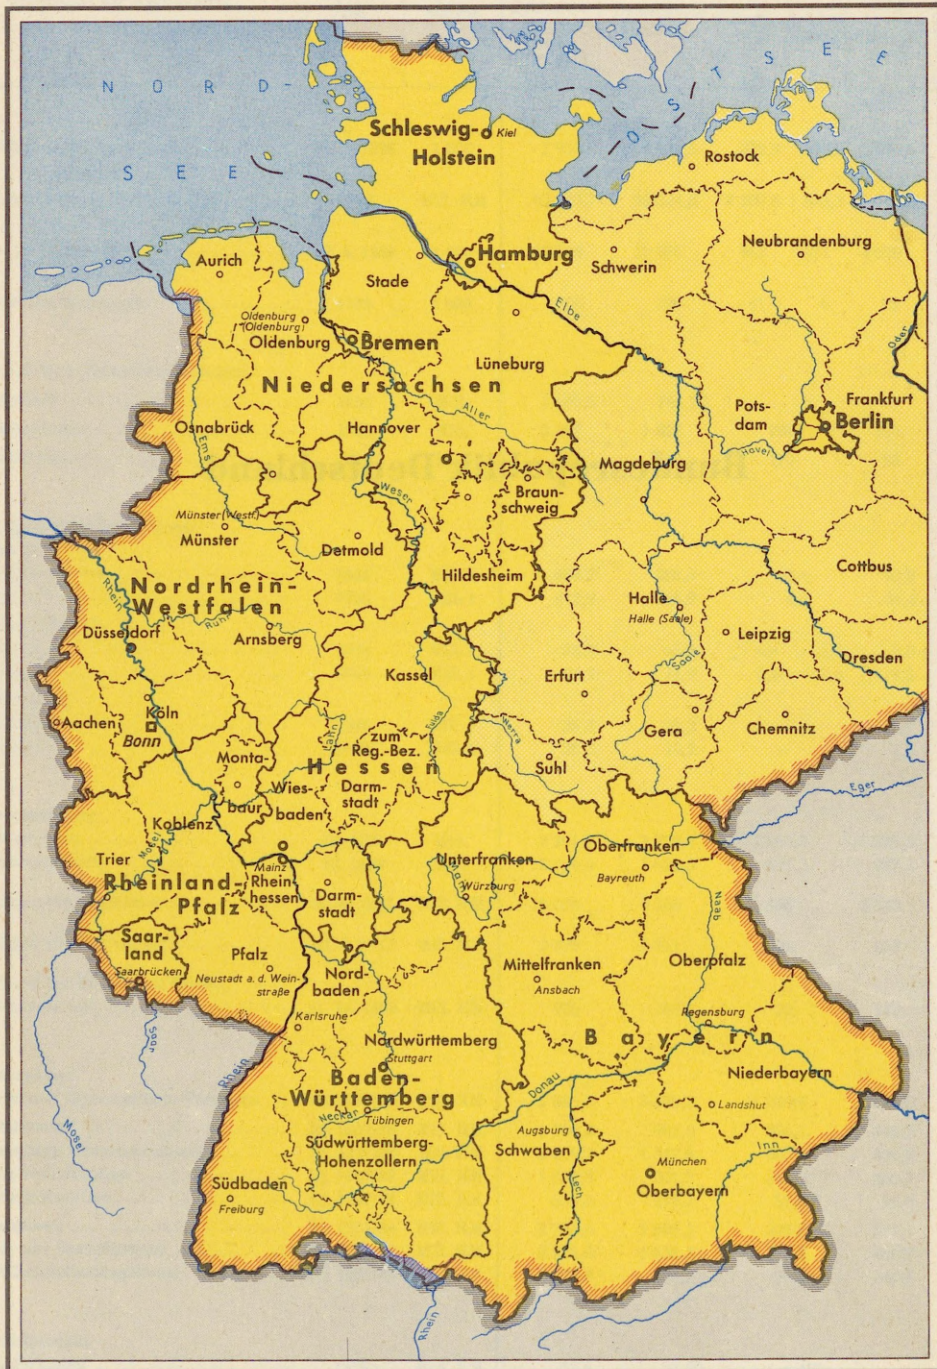 NORD-
SEE
OSTSEE
Schleswig-
Holstein
Kiel
Rostock
Hamburg
Schwerin
Neubrandenburg
Aurich
Stade
Elbe
Oder
Oldenburg
(Oldenburg)
Oldenburg
Bremen
Lüneburg
Niedersachsen
Aller
Osnabrück
Ems
Hannover
Pots-
dam
Frankfurt
Berlin
Havel
Magdeburg
Weser
Braun-
schweig
Münster (Westf.)
Münster
Detmold
Hildesheim
Cottbus
Nordrhein-
Westfalen
Rhein
Ruhr
Düsseldorf
Arnsberg
Halle
Halle (Saale)
Leipzig
Saale
Dresden
Kassel
Erfurt
Aachen
Köln
Bonn
Lahn
Fulda
Werra
Gera
Chemnitz
zum
Reg.-Bez.
Hessen
Darm-
stadt
Suhl
Monta-
baur
Wies-
baden
Eger
Koblenz
Mosel
Trier
Rheinland-
Pfalz
Mainz
Rhein-
hessen
Darm-
stadt
Unterfranken
Main
Würzburg
Oberfranken
Bayreuth
Naab
Saar-
land
Saarbrücken
Pfalz
Neustadt a. d. Wein-
straße
Nord-
baden
Mittelfranken
Ansbach
Oberpfalz
Karlsruhe
Regensburg
Saar
Rhein
Nordwürttemberg
Stuttgart
Bayern
Niederbayern
Baden-
Württemberg
Donau
Neckar
Tübingen
Landshut
Mosel
Südwürttemberg-
Hohenzollern
Augsburg
Schwaben
Inn
München
Oberbayern
Lech
Südbaden
Freiburg
Rhein